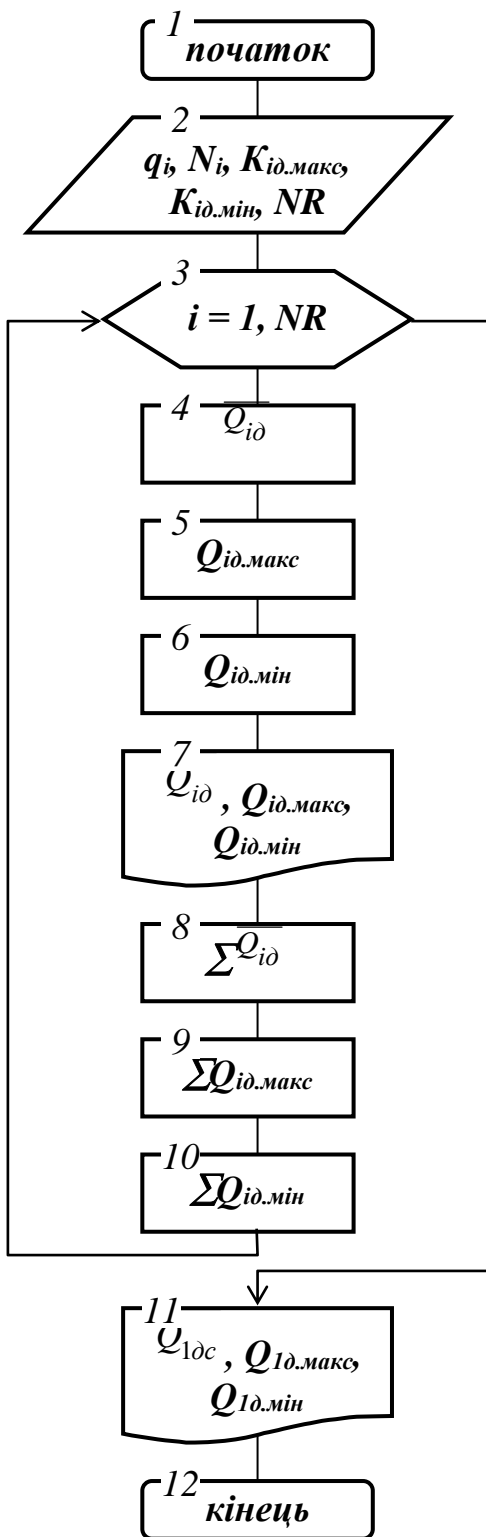 1
початок
2
qᵢ, Nᵢ, Kід.макс,
Kід.мін, NR
3
i = 1, NR
4
Qід
5
Qід.макс
6
Qід.мін
7
Qід , Qід.макс,
Qід.мін
8
ΣQід
9
ΣQід.макс
10
ΣQід.мін
11
Q1дс , Q1д.макс,
Q1д.мін
12
кінець